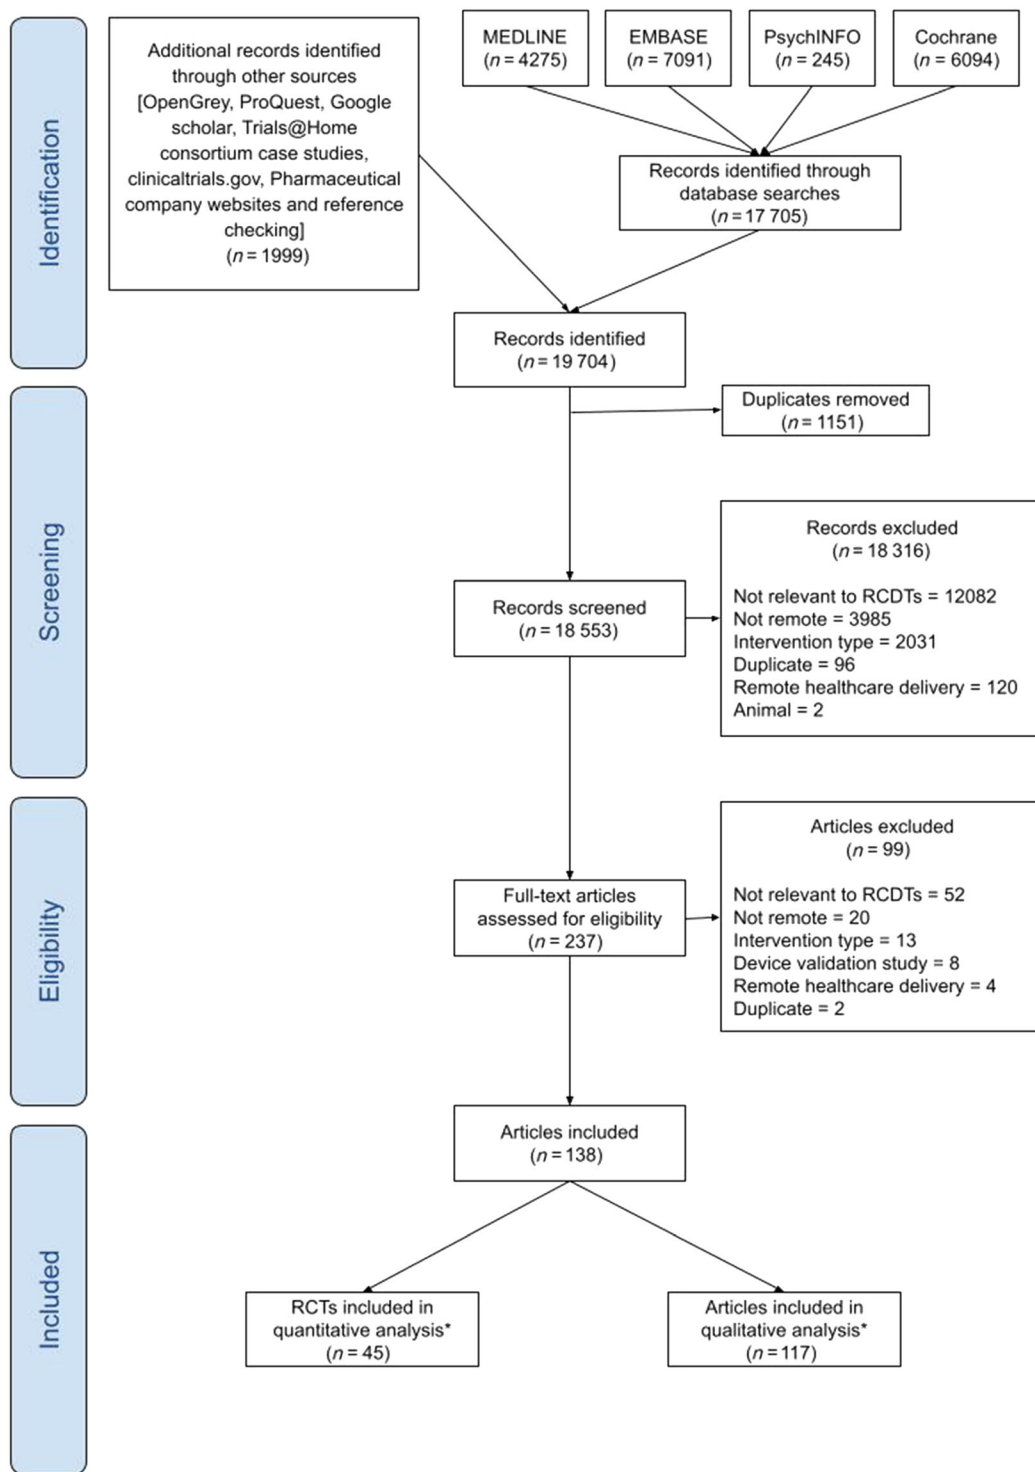 Identification
Additional records identified
through other sources
[OpenGrey, ProQuest, Google
scholar, Trials@Home
consortium case studies,
clinicaltrials.gov, Pharmaceutical
company websites and reference
checking]
(n = 1999)
MEDLINE
(n = 4275)
EMBASE
(n = 7091)
PsychINFO
(n = 245)
Cochrane
(n = 6094)
Records identified through
database searches
(n = 17 705)
Records identified
(n = 19 704)
Screening
Duplicates removed
(n = 1151)
Records screened
(n = 18 553)
Records excluded
(n = 18 316)
Not relevant to RCDTs = 12082
Not remote = 3985
Intervention type = 2031
Duplicate = 96
Remote healthcare delivery = 120
Animal = 2
Eligibility
Full-text articles
assessed for eligibility
(n = 237)
Articles excluded
(n = 99)
Not relevant to RCDTs = 52
Not remote = 20
Intervention type = 13
Device validation study = 8
Remote healthcare delivery = 4
Duplicate = 2
Included
Articles included
(n = 138)
RCTs included in
quantitative analysis*
(n = 45)
Articles included in
qualitative analysis*
(n = 117)